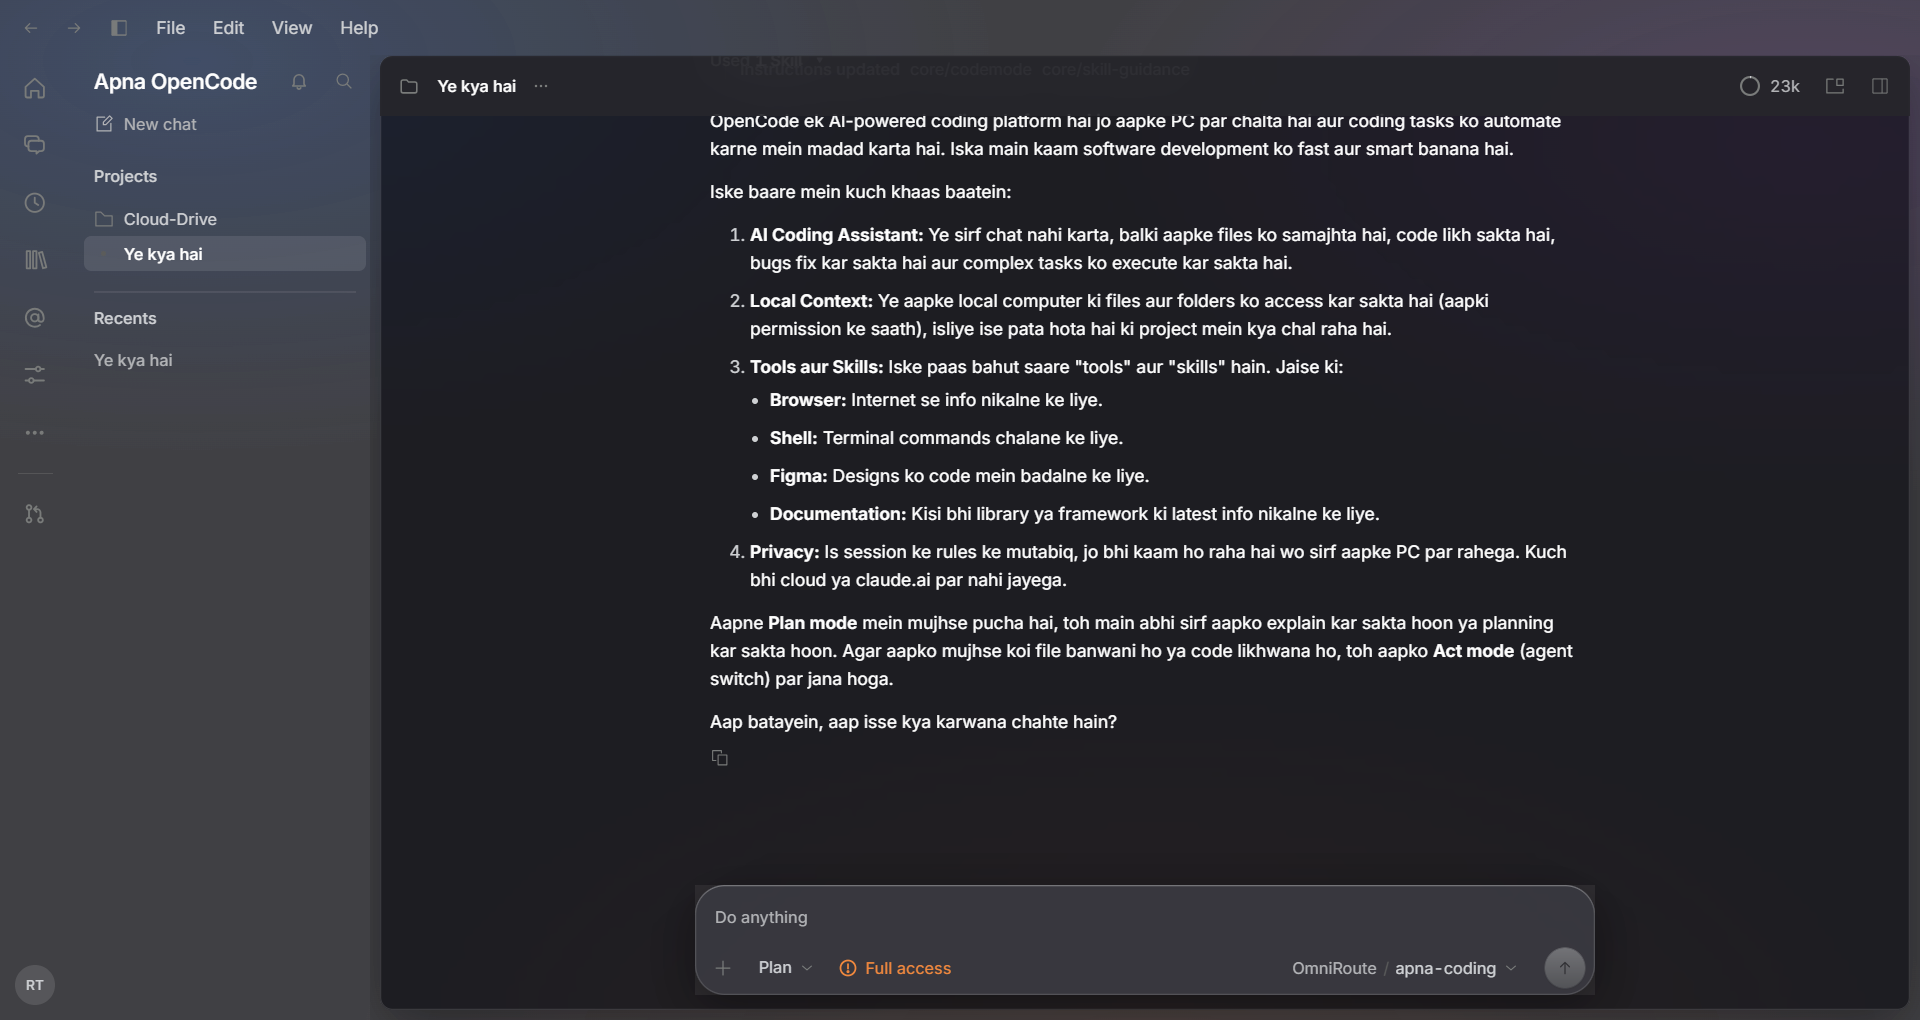 File Edit View Help
Apna OpenCode
New chat
Projects
Cloud-Drive
Ye kya hai
Recents
Ye kya hai
RT
Ye kya hai
23k
Used 1 Skill
Instructions updated core/codemode core/skill-guidance
OpenCode ek AI-powered coding platform hai jo aapke PC par chalta hai aur coding tasks ko automate
karne mein madad karta hai. Iska main kaam software development ko fast aur smart banana hai.
Iske baare mein kuch khaas baatein:
1. AI Coding Assistant: Ye sirf chat nahi karta, balki aapke files ko samajhta hai, code likh sakta hai,
bugs fix kar sakta hai aur complex tasks ko execute kar sakta hai.
2. Local Context: Ye aapke local computer ki files aur folders ko access kar sakta hai (aapki
permission ke saath), isliye ise pata hota hai ki project mein kya chal raha hai.
3. Tools aur Skills: Iske paas bahut saare "tools" aur "skills" hain. Jaise ki:
• Browser: Internet se info nikalne ke liye.
• Shell: Terminal commands chalane ke liye.
• Figma: Designs ko code mein badalne ke liye.
• Documentation: Kisi bhi library ya framework ki latest info nikalne ke liye.
4. Privacy: Is session ke rules ke mutabiq, jo bhi kaam ho raha hai wo sirf aapke PC par rahega. Kuch
bhi cloud ya claude.ai par nahi jayega.
Aapne Plan mode mein mujhse pucha hai, toh main abhi sirf aapko explain kar sakta hoon ya planning
kar sakta hoon. Agar aapko mujhse koi file banwani ho ya code likhwana ho, toh aapko Act mode (agent
switch) par jana hoga.
Aap batayein, aap isse kya karwana chahte hain?
Do anything
Plan Full access OmniRoute / apna-coding